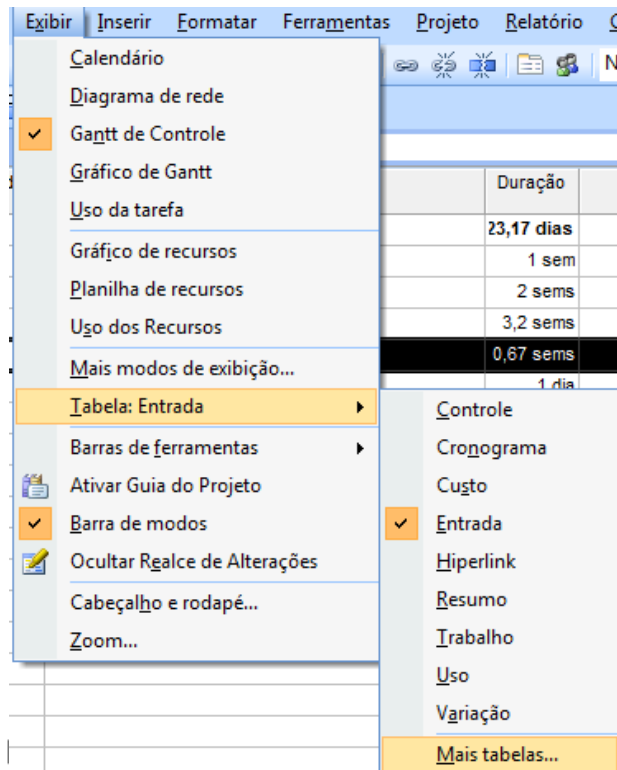 Exibir Inserir Formatar Ferramentas Projeto Relatório
Calendário
Diagrama de rede
Gantt de Controle
Gráfico de Gantt
Uso da tarefa
Gráfico de recursos
Planilha de recursos
Uso dos Recursos
Mais modos de exibição...
Tabela: Entrada
Barras de ferramentas
Ativar Guia do Projeto
Barra de modos
Ocultar Realce de Alterações
Cabeçalho e rodapé...
Zoom...
Duração
23,17 dias
1 sem
2 sems
3,2 sems
0,67 sems
1 dia
Controle
Cronograma
Custo
Entrada
Hiperlink
Resumo
Trabalho
Uso
Variação
Mais tabelas...